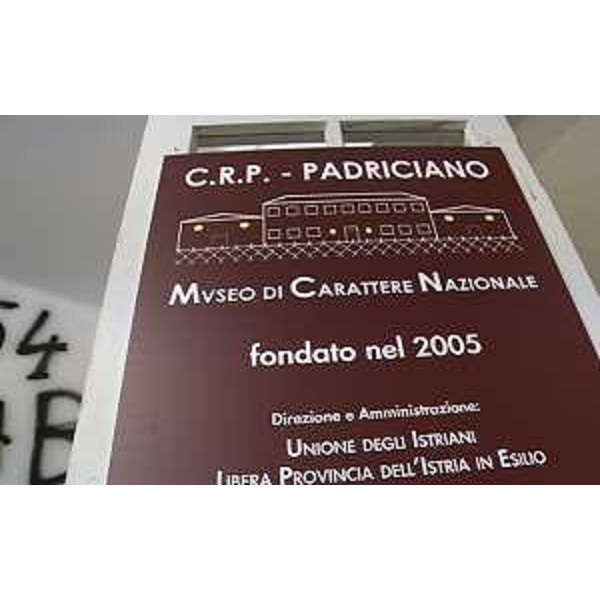 C.R.P. - PADRICIANO
MVSEO DI CARATTERE NAZIONALE
fondato nel 2005
Direzione e Amministrazione:
UNIONE DEGLI ISTRIANI
LIBERA PROVINCIA DELL'ISTRIA IN ESILIO
54
B